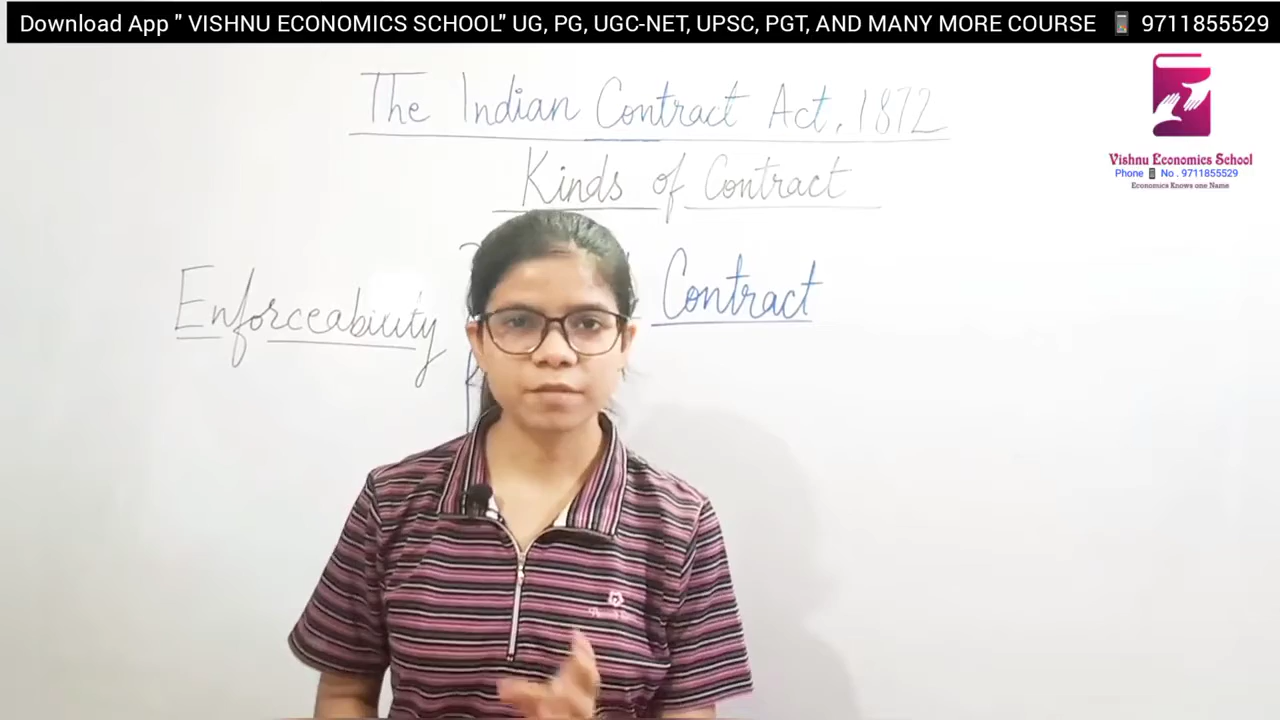 Download App " VISHNU ECONOMICS SCHOOL" UG, PG, UGC-NET, UPSC, PGT, AND MANY MORE COURSE 📱 9711855529
The Indian Contract Act, 1872
Kinds of Contract
Enforceability
Contract
Vishnu Economics School
Phone 📱 No . 9711855529
Economics Knows one Name